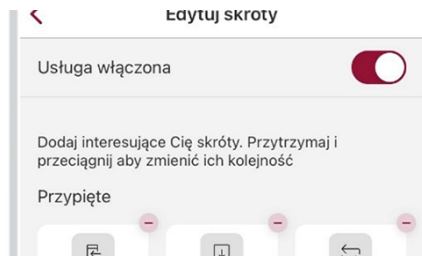 Edytuj skróty
Usługa włączona
Dodaj interesujące Cię skróty. Przytrzymaj i
przeciągnij aby zmienić ich kolejność
Przypięte